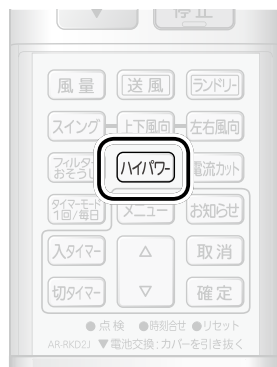 停止
風量 送風 ランドリー
スイング 上下風向 左右風向
フィルター
おそうじ ハイパワー 電流カット
タイマーモード
1回/毎日 メニュー お知らせ
入タイマー △ 取消
切タイマー ▽ 確定
●点検 ●時刻合せ ●リセット
AR-RKD2J ▼電池交換:カバーを引き抜く